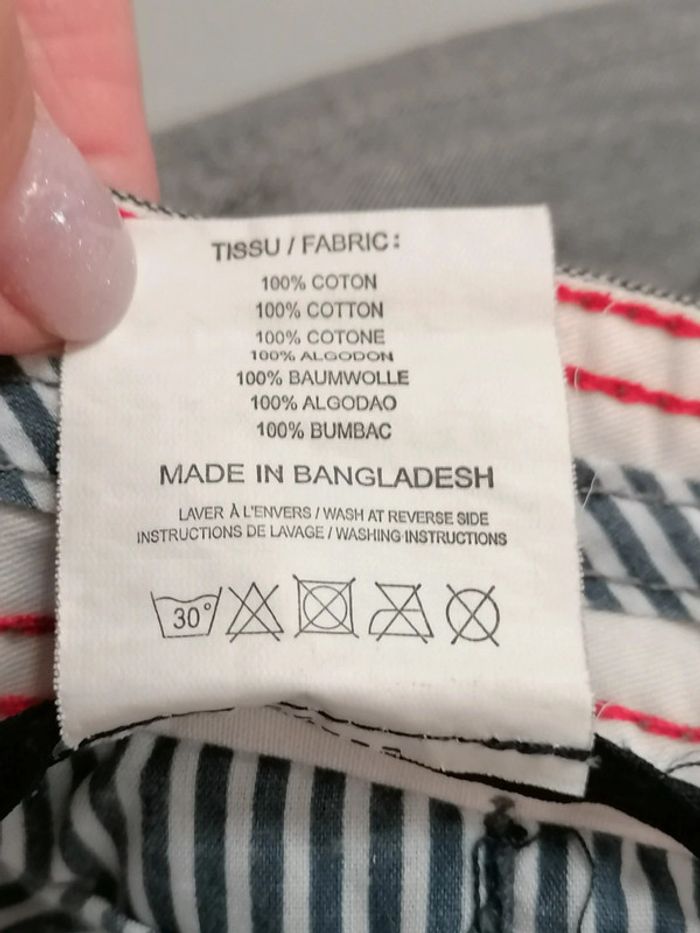 TISSU / FABRIC:
100% COTON
100% COTTON
100% COTONE
100% ALGODON
100% BAUMWOLLE
100% ALGODAO
100% BUMBAC
MADE IN BANGLADESH
LAVER À L'ENVERS / WASH AT REVERSE SIDE
INSTRUCTIONS DE LAVAGE / WASHING INSTRUCTIONS
30°